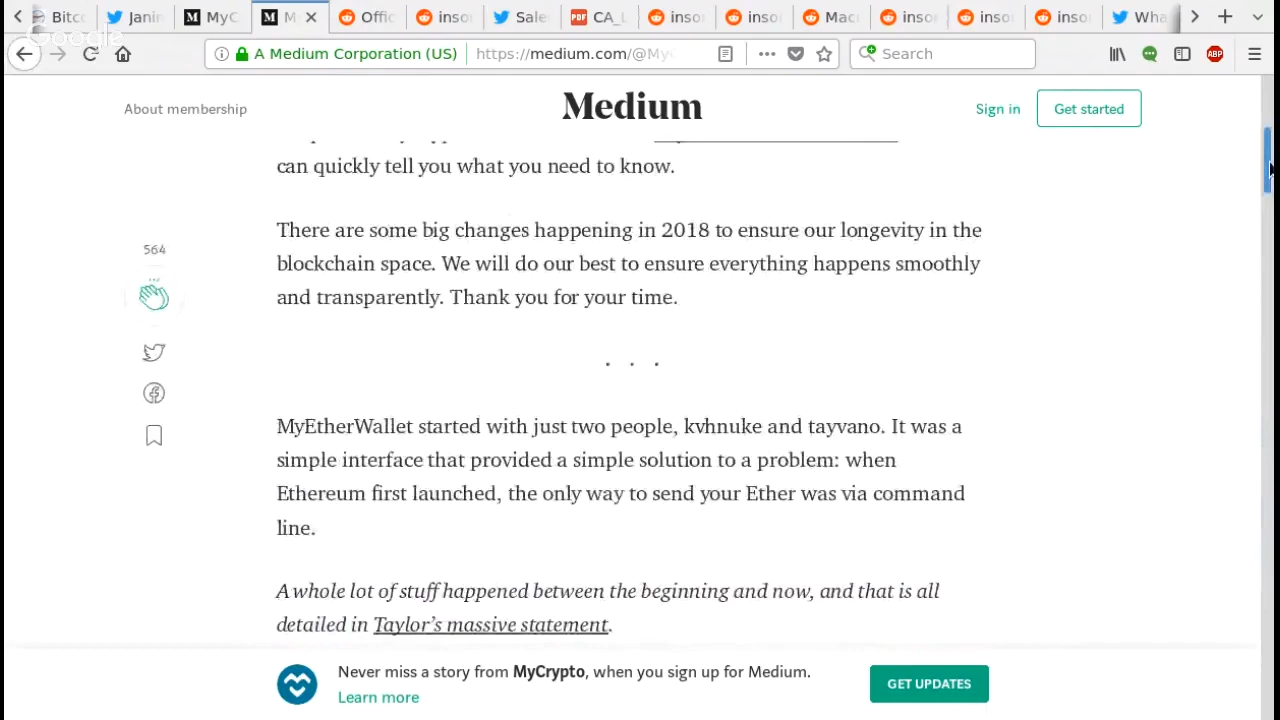 Bitco
Janin
MyC
M
Offic
inso
Sale
CA_L
inso
inso
Macr
inso
inso
inso
Wha
Google
A Medium Corporation (US)
https://medium.com/@MyC
Search
ABP
About membership
Medium
Sign in
Get started
can quickly tell you what you need to know.
There are some big changes happening in 2018 to ensure our longevity in the
blockchain space. We will do our best to ensure everything happens smoothly
and transparently. Thank you for your time.
564
. . .
MyEtherWallet started with just two people, kvhnuke and tayvano. It was a
simple interface that provided a simple solution to a problem: when
Ethereum first launched, the only way to send your Ether was via command
line.
A whole lot of stuff happened between the beginning and now, and that is all
detailed in Taylor's massive statement.
Never miss a story from MyCrypto, when you sign up for Medium.
Learn more
GET UPDATES